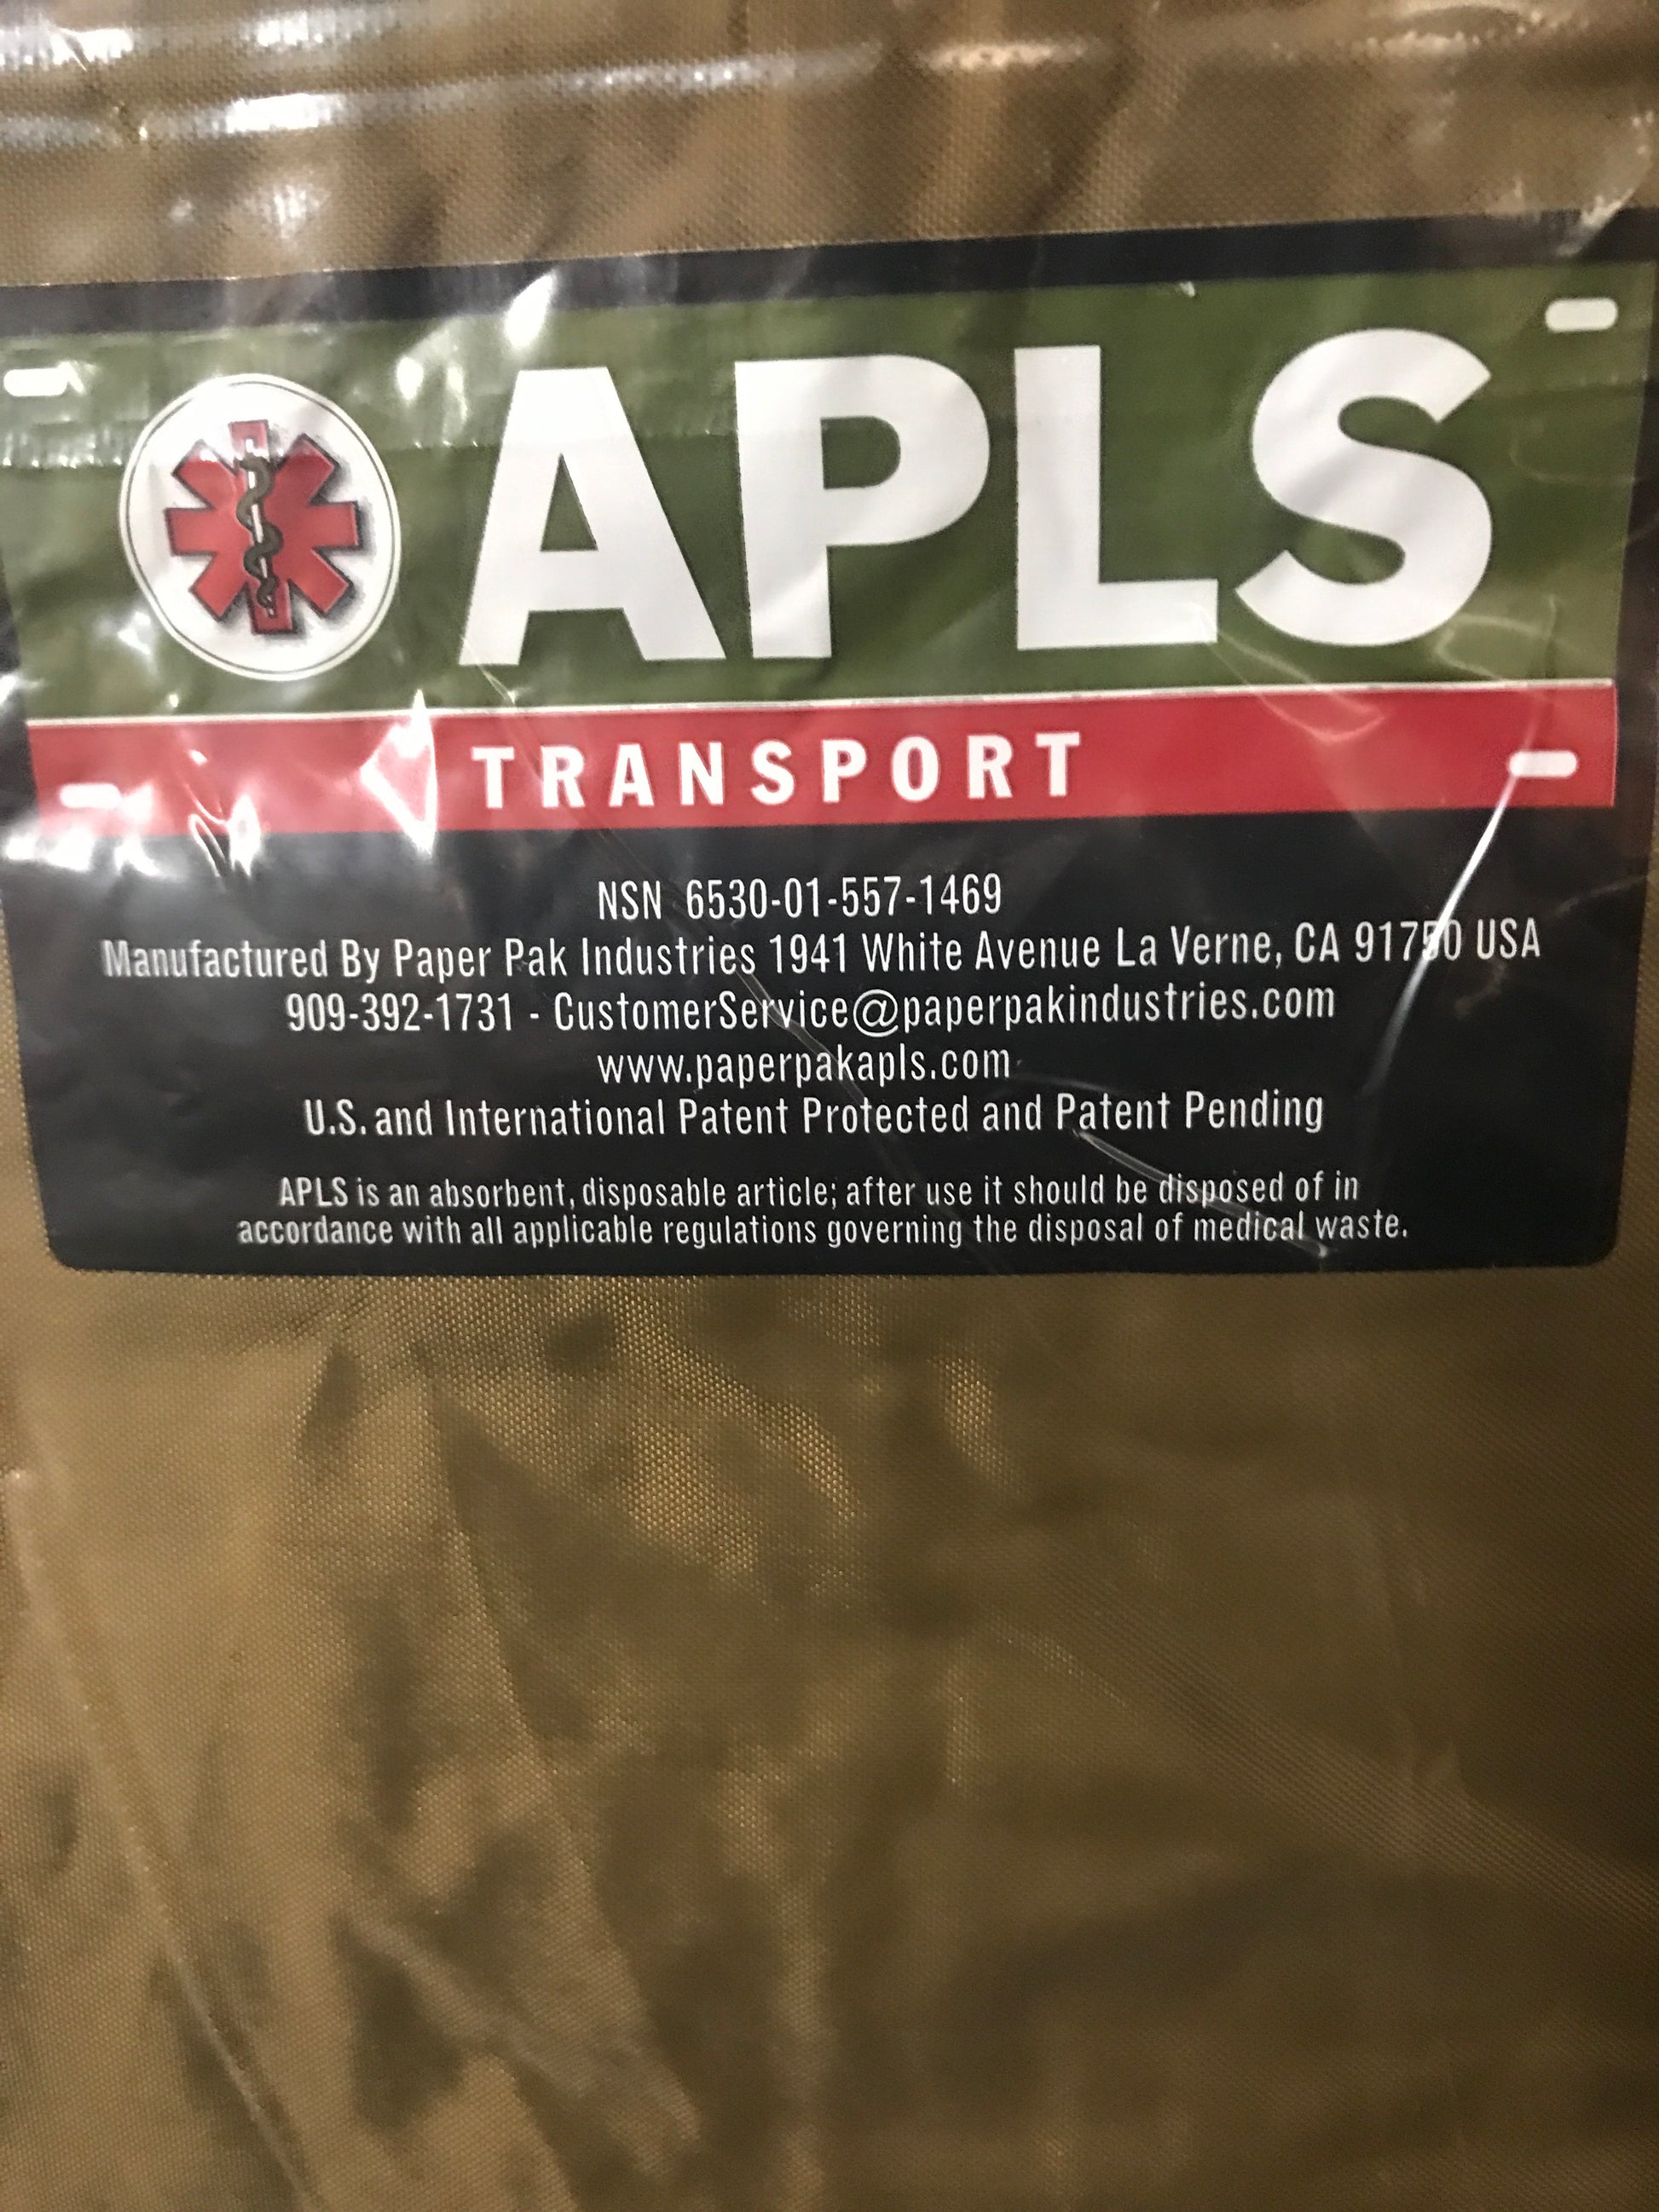 APLS
TRANSPORT
NSN 6530-01-557-1469
Manufactured By Paper Pak Industries 1941 White Avenue La Verne, CA 91750 USA
909-392-1731 - CustomerService@paperpakindustries.com
www.paperpakapls.com
U.S. and International Patent Protected and Patent Pending
APLS is an absorbent, disposable article; after use it should be disposed of in
accordance with all applicable regulations governing the disposal of medical waste.